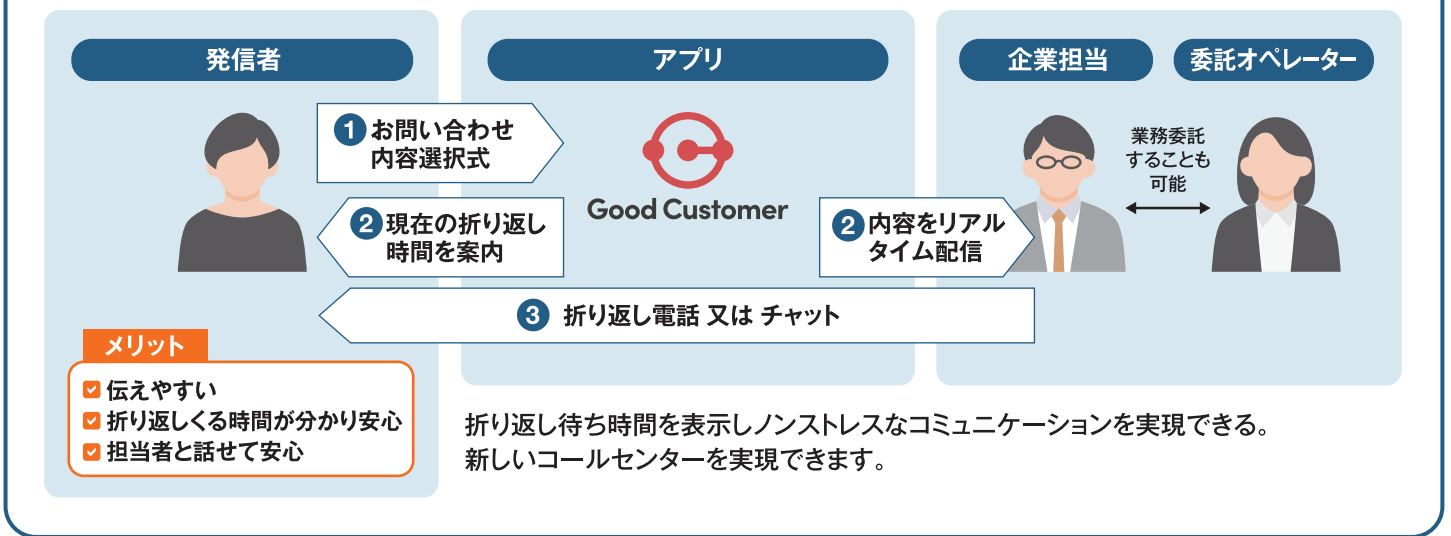 発信者
アプリ
企業担当
委託オペレーター
1 お問い合わせ
内容選択式
Good Customer
2 現在の折り返し
時間を案内
2 内容をリアル
タイム配信
業務委託
することも
可能
3 折り返し電話 又は チャット
メリット
伝えやすい
折り返しくる時間が分かり安心
担当者と話せて安心
折り返し待ち時間を表示しノンストレスなコミュニケーションを実現できる。
新しいコールセンターを実現できます。